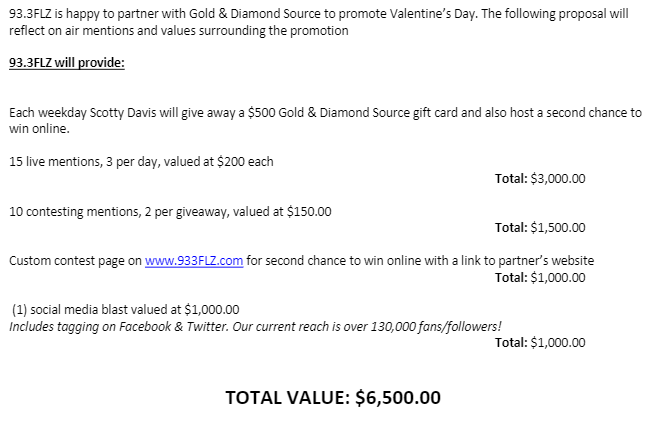 93.3FLZ is happy to partner with Gold & Diamond Source to promote Valentine's Day. The following proposal will
reflect on air mentions and values surrounding the promotion
93.3FLZ will provide:
Each weekday Scotty Davis will give away a $500 Gold & Diamond Source gift card and also host a second chance to
win online.
15 live mentions, 3 per day, valued at $200 each
Total: $3,000.00
10 contesting mentions, 2 per giveaway, valued at $150.00
Total: $1,500.00
Custom contest page on www.933FLZ.com for second chance to win online with a link to partner's website
Total: $1,000.00
(1) social media blast valued at $1,000.00
Includes tagging on Facebook & Twitter. Our current reach is over 130,000 fans/followers!
Total: $1,000.00
TOTAL VALUE: $6,500.00